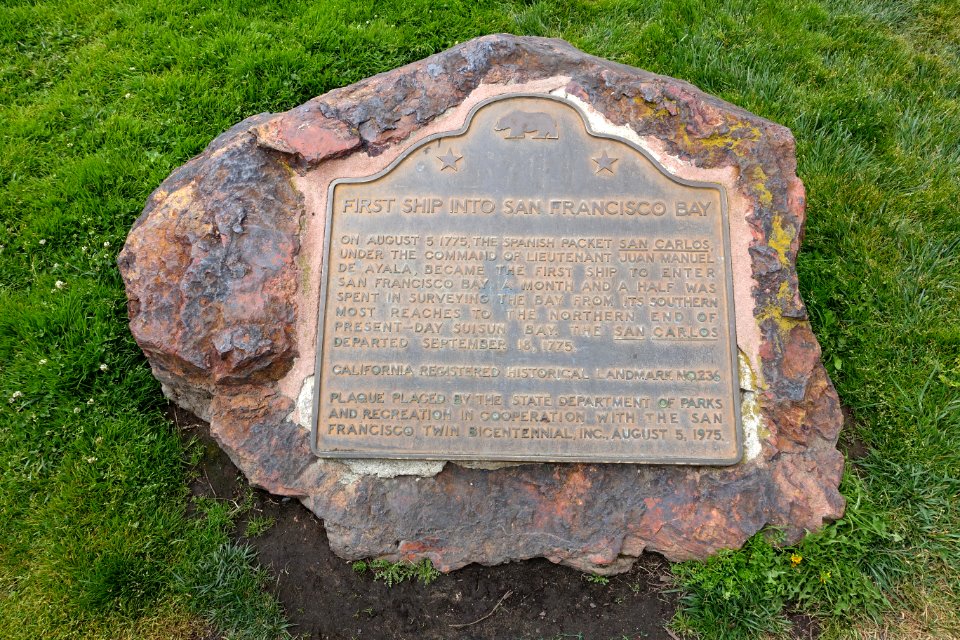 FIRST SHIP INTO SAN FRANCISCO BAY
ON AUGUST 5 1775, THE SPANISH PACKET SAN CARLOS,
UNDER THE COMMAND OF LIEUTENANT JUAN MANUEL
DE AYALA, BECAME THE FIRST SHIP TO ENTER
SAN FRANCISCO BAY. A MONTH AND A HALF WAS
SPENT IN SURVEYING THE BAY FROM ITS SOUTHERN
MOST REACHES TO THE NORTHERN END OF
PRESENT-DAY SUISUN BAY. THE SAN CARLOS
DEPARTED SEPTEMBER 18, 1775.
CALIFORNIA REGISTERED HISTORICAL LANDMARK NO.236
PLAQUE PLACED BY THE STATE DEPARTMENT OF PARKS
AND RECREATION IN COOPERATION WITH THE SAN
FRANCISCO TWIN BICENTENNIAL, INC., AUGUST 5, 1975.